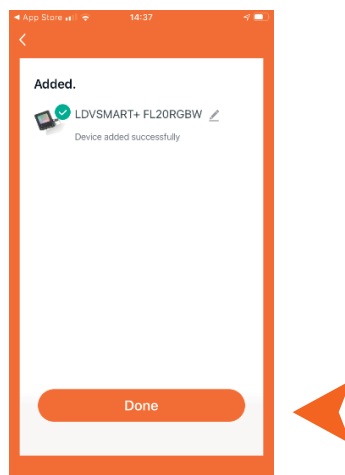 App Store
14:37
Added.
LDVSMART+ FL20RGBW
Device added successfully
Done